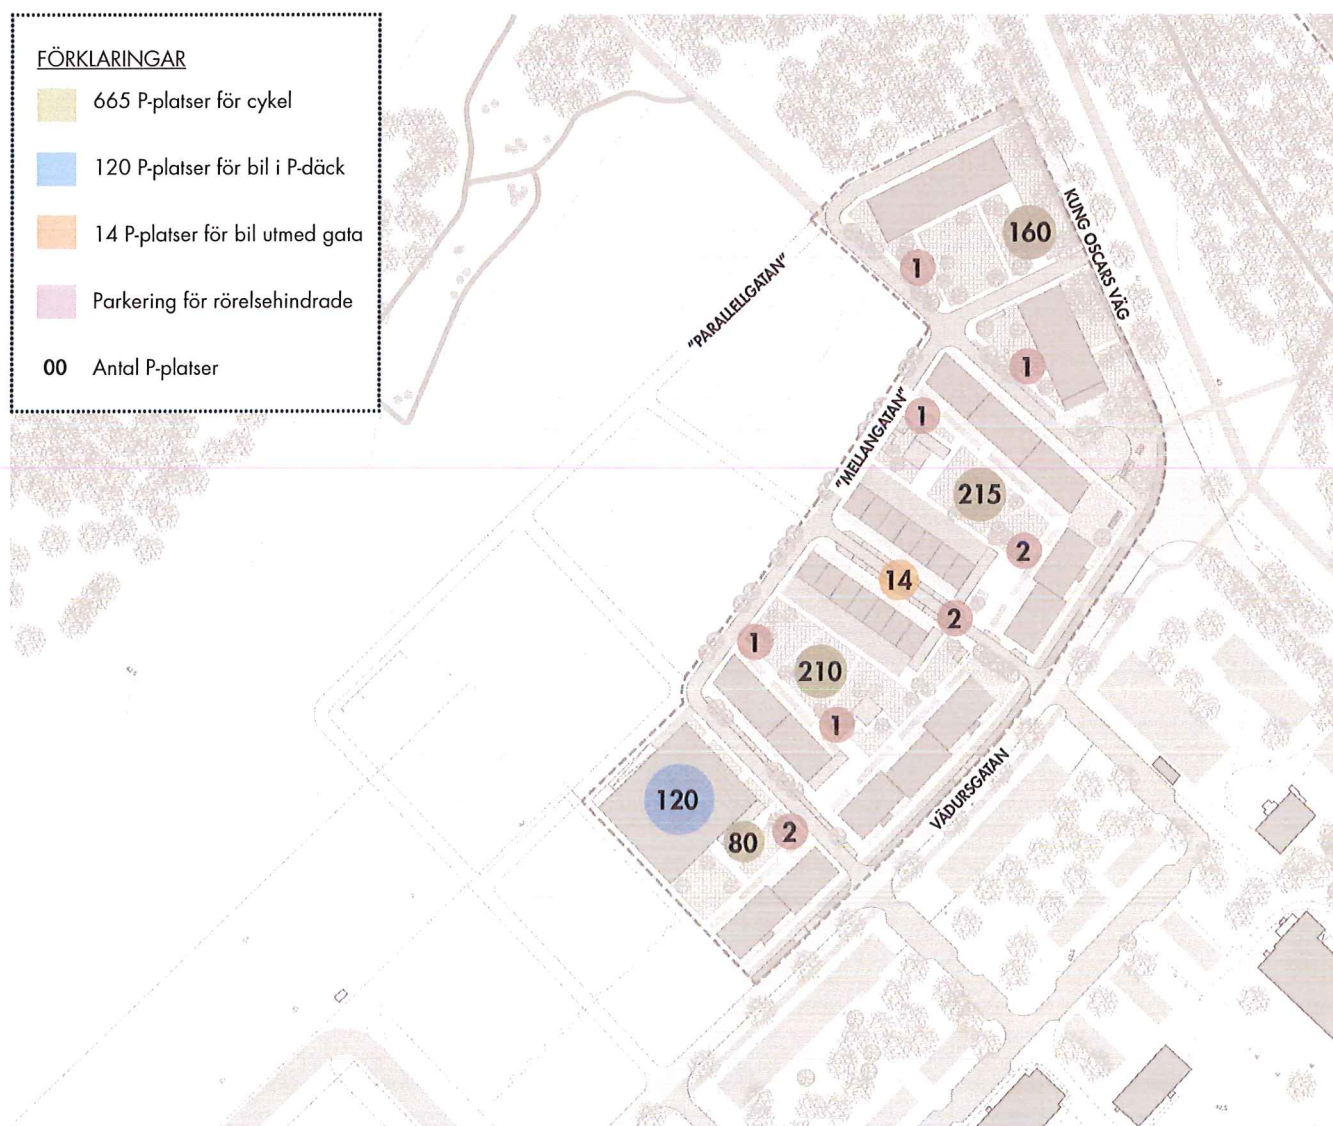 FÖRKLARINGAR
665 P-platser för cykel
120 P-platser för bil i P-däck
14 P-platser för bil utmed gata
Parkering för rörelsehindrade
00 Antal P-platser
"PARALLELLGATAN"
KUNG OSCARS VÄG
160
1
1
1
"MELLANGATAN"
215
2
14
2
1
210
1
VÄDURSGATAN
120
80
2